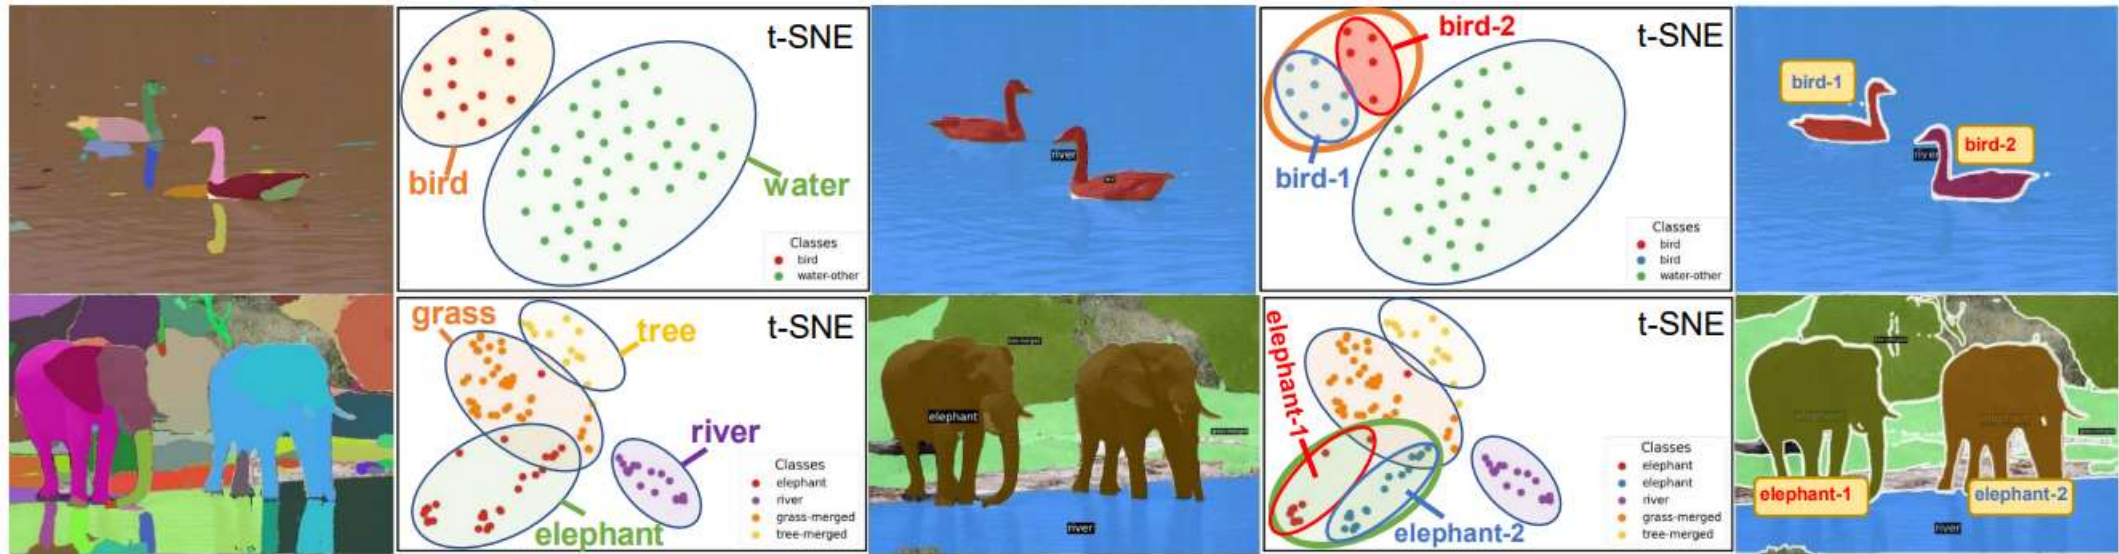 t-SNE
bird
water
Classes
bird
water-other
river
t-SNE
bird-2
bird-1
Classes
bird
bird
water-other
bird-1
bird-2
river
t-SNE
grass
tree
river
elephant
Classes
elephant
river
grass-merged
tree-merged
elephant
river
t-SNE
elephant-1
elephant-2
Classes
elephant
elephant
river
grass-merged
tree-merged
elephant-1
elephant-2
river